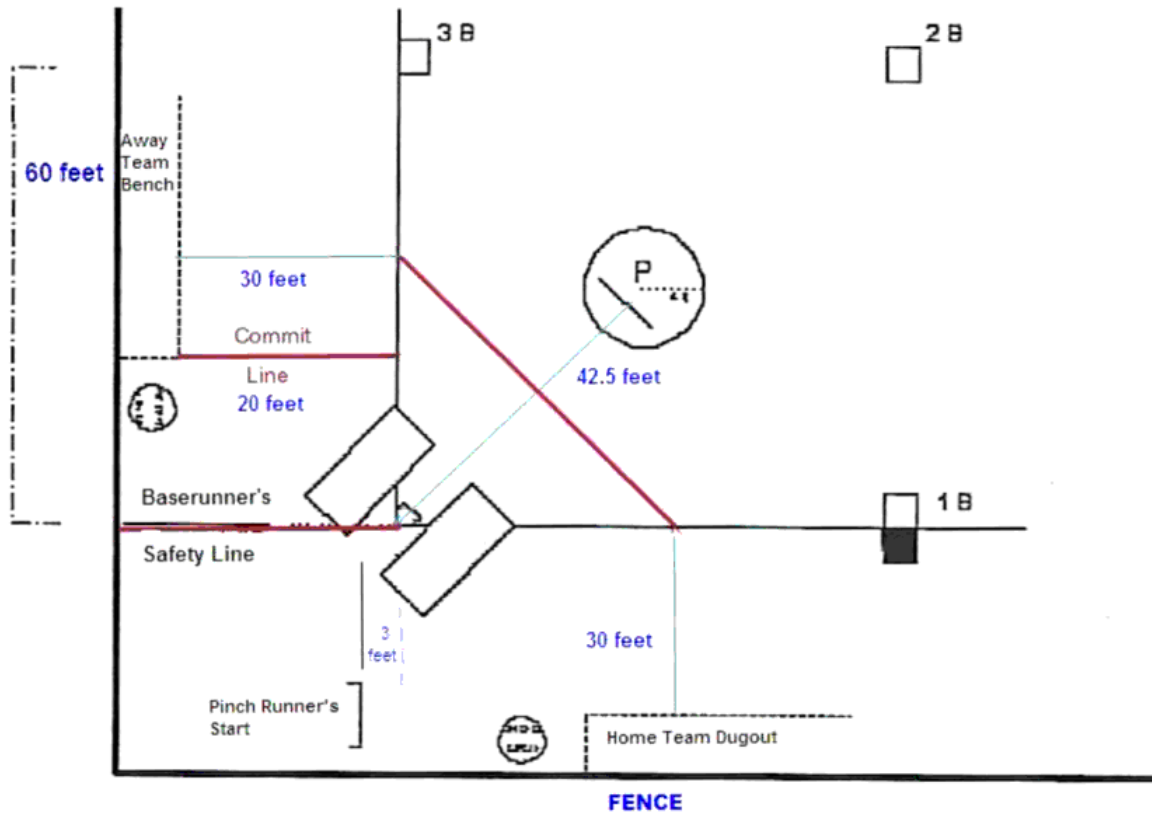 3 B
2 B
Away
Team
Bench
60 feet
30 feet
P
Commit
Line
20 feet
42.5 feet
Baserunner's
Safety Line
1 B
3
feet
30 feet
Pinch Runner's
Start
Home Team Dugout
FENCE